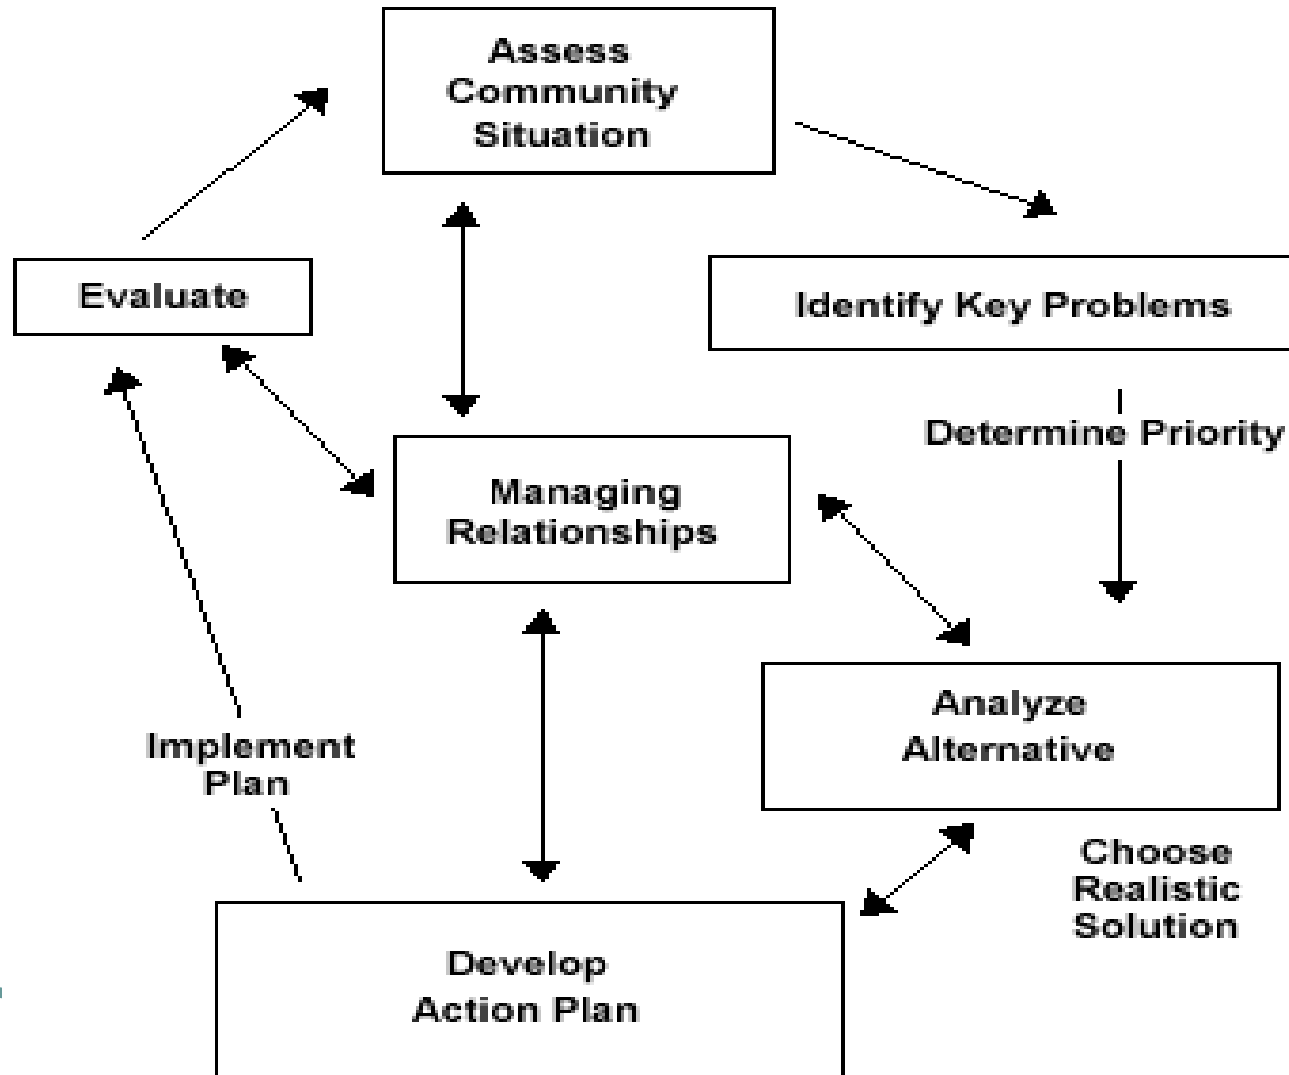 Assess
Community
Situation
Evaluate
Identify Key Problems
Determine Priority
Managing
Relationships
Analyze
Alternative
Implement
Plan
Choose
Realistic
Solution
Develop
Action Plan